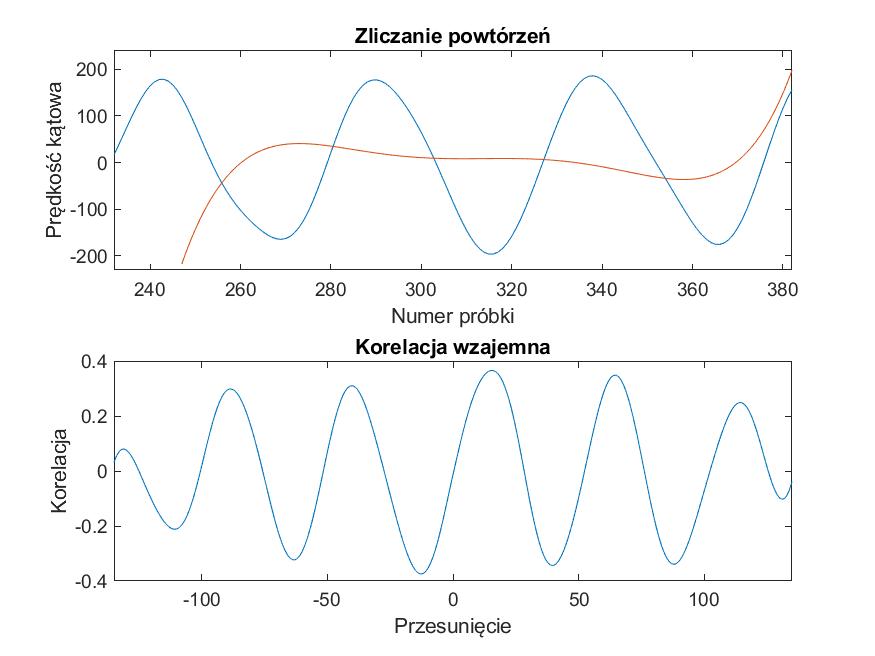 Zliczanie powtórzeń
Prędkość kątowa
200
100
0
-100
-200
240 260 280 300 320 340 360 380
Numer próbki
Korelacja wzajemna
Korelacja
0.4
0.2
0
-0.2
-0.4
-100 -50 0 50 100
Przesunięcie